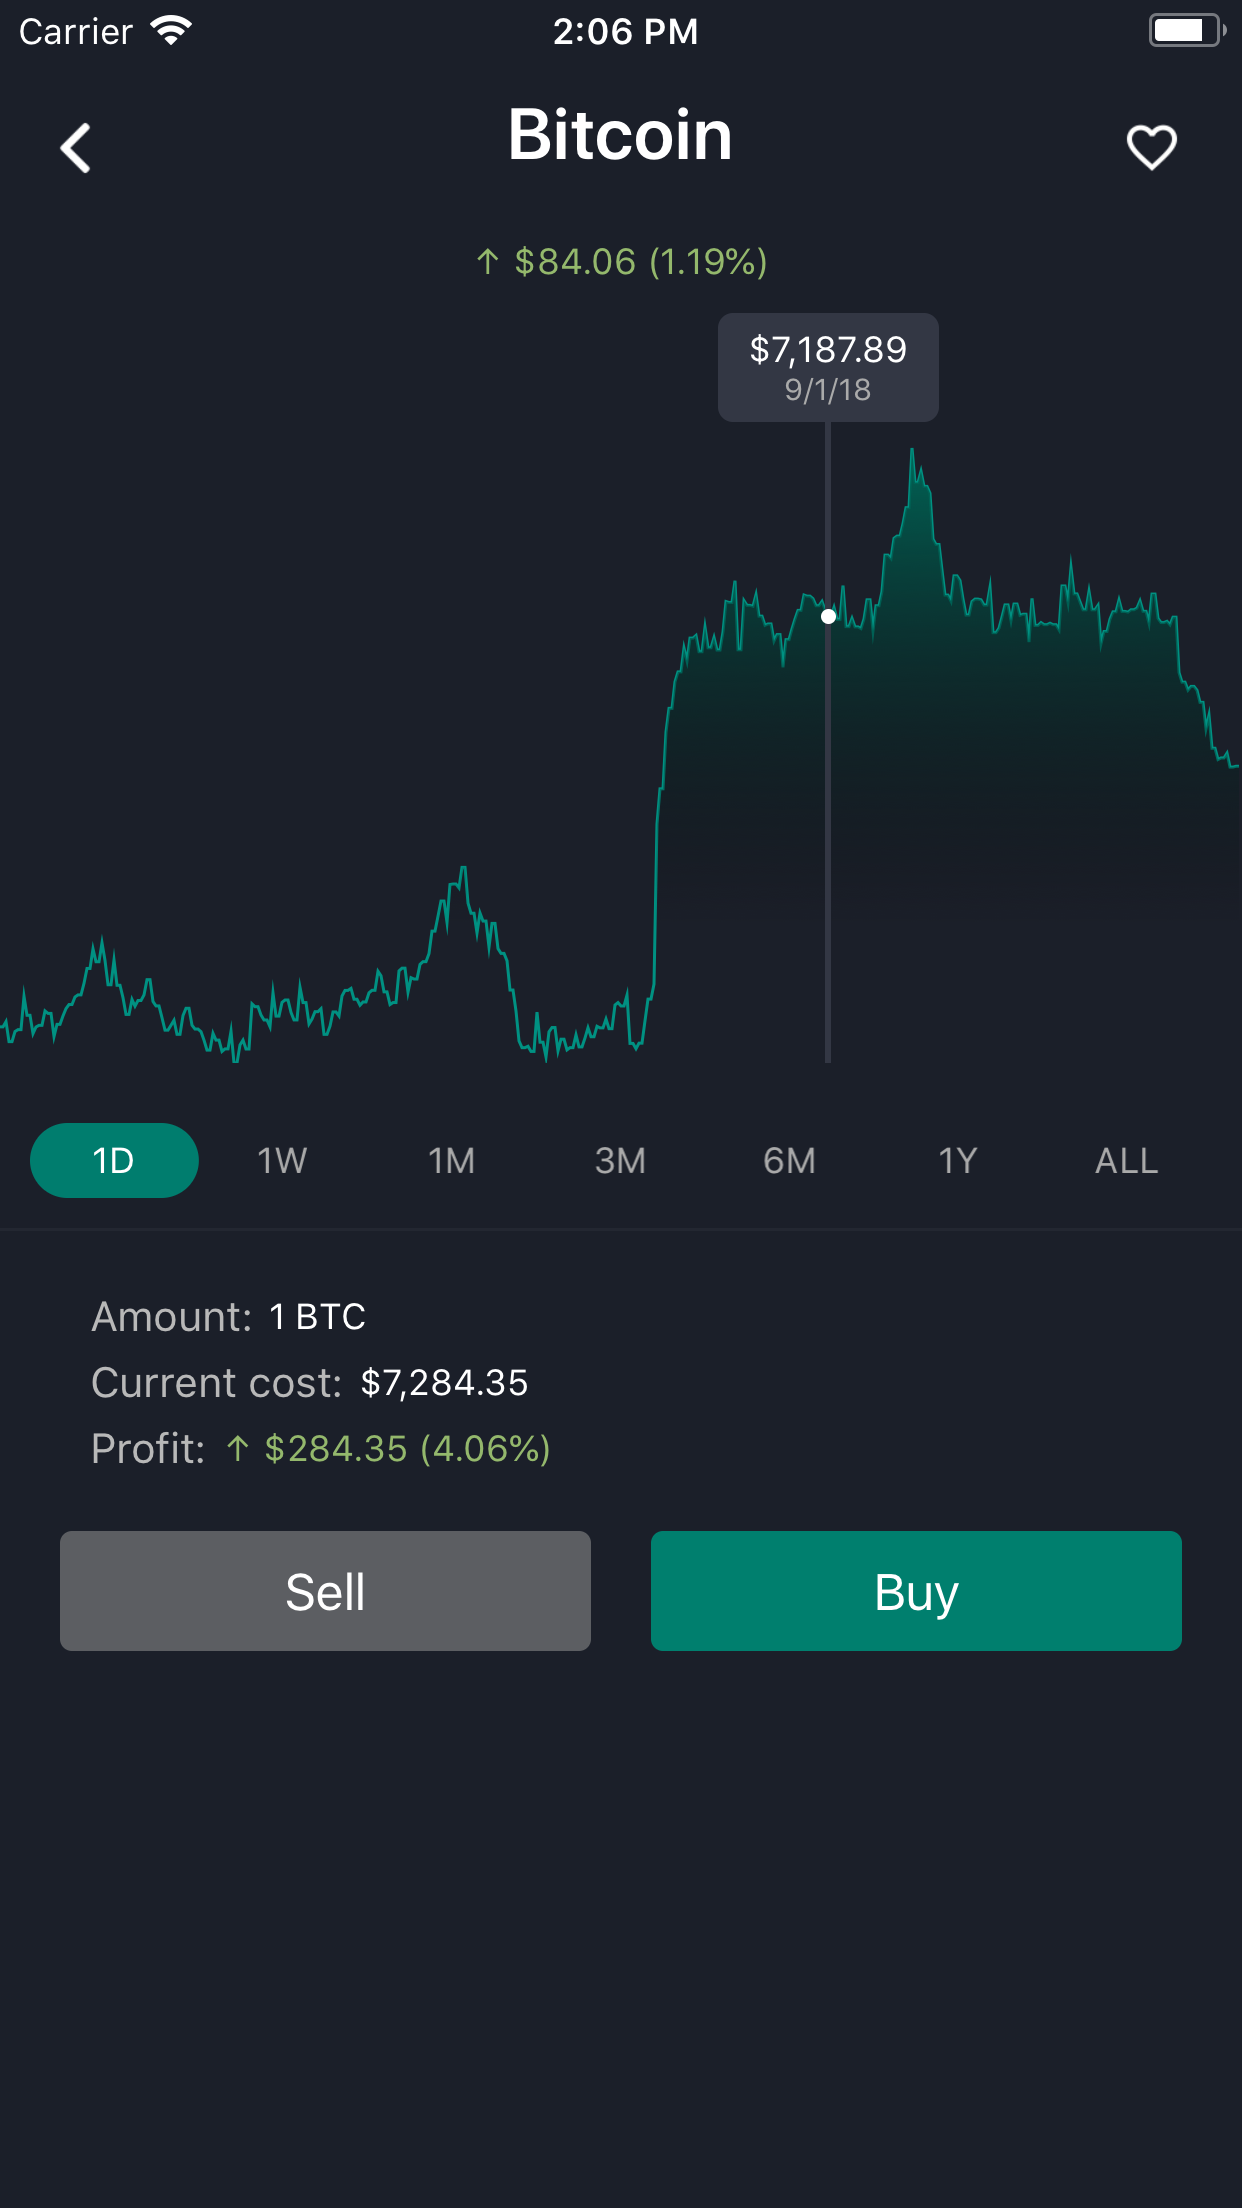 Carrier 2:06 PM
Bitcoin
↑ $84.06 (1.19%)
$7,187.89
9/1/18
1D 1W 1M 3M 6M 1Y ALL
Amount: 1 BTC
Current cost: $7,284.35
Profit: ↑ $284.35 (4.06%)
Sell Buy